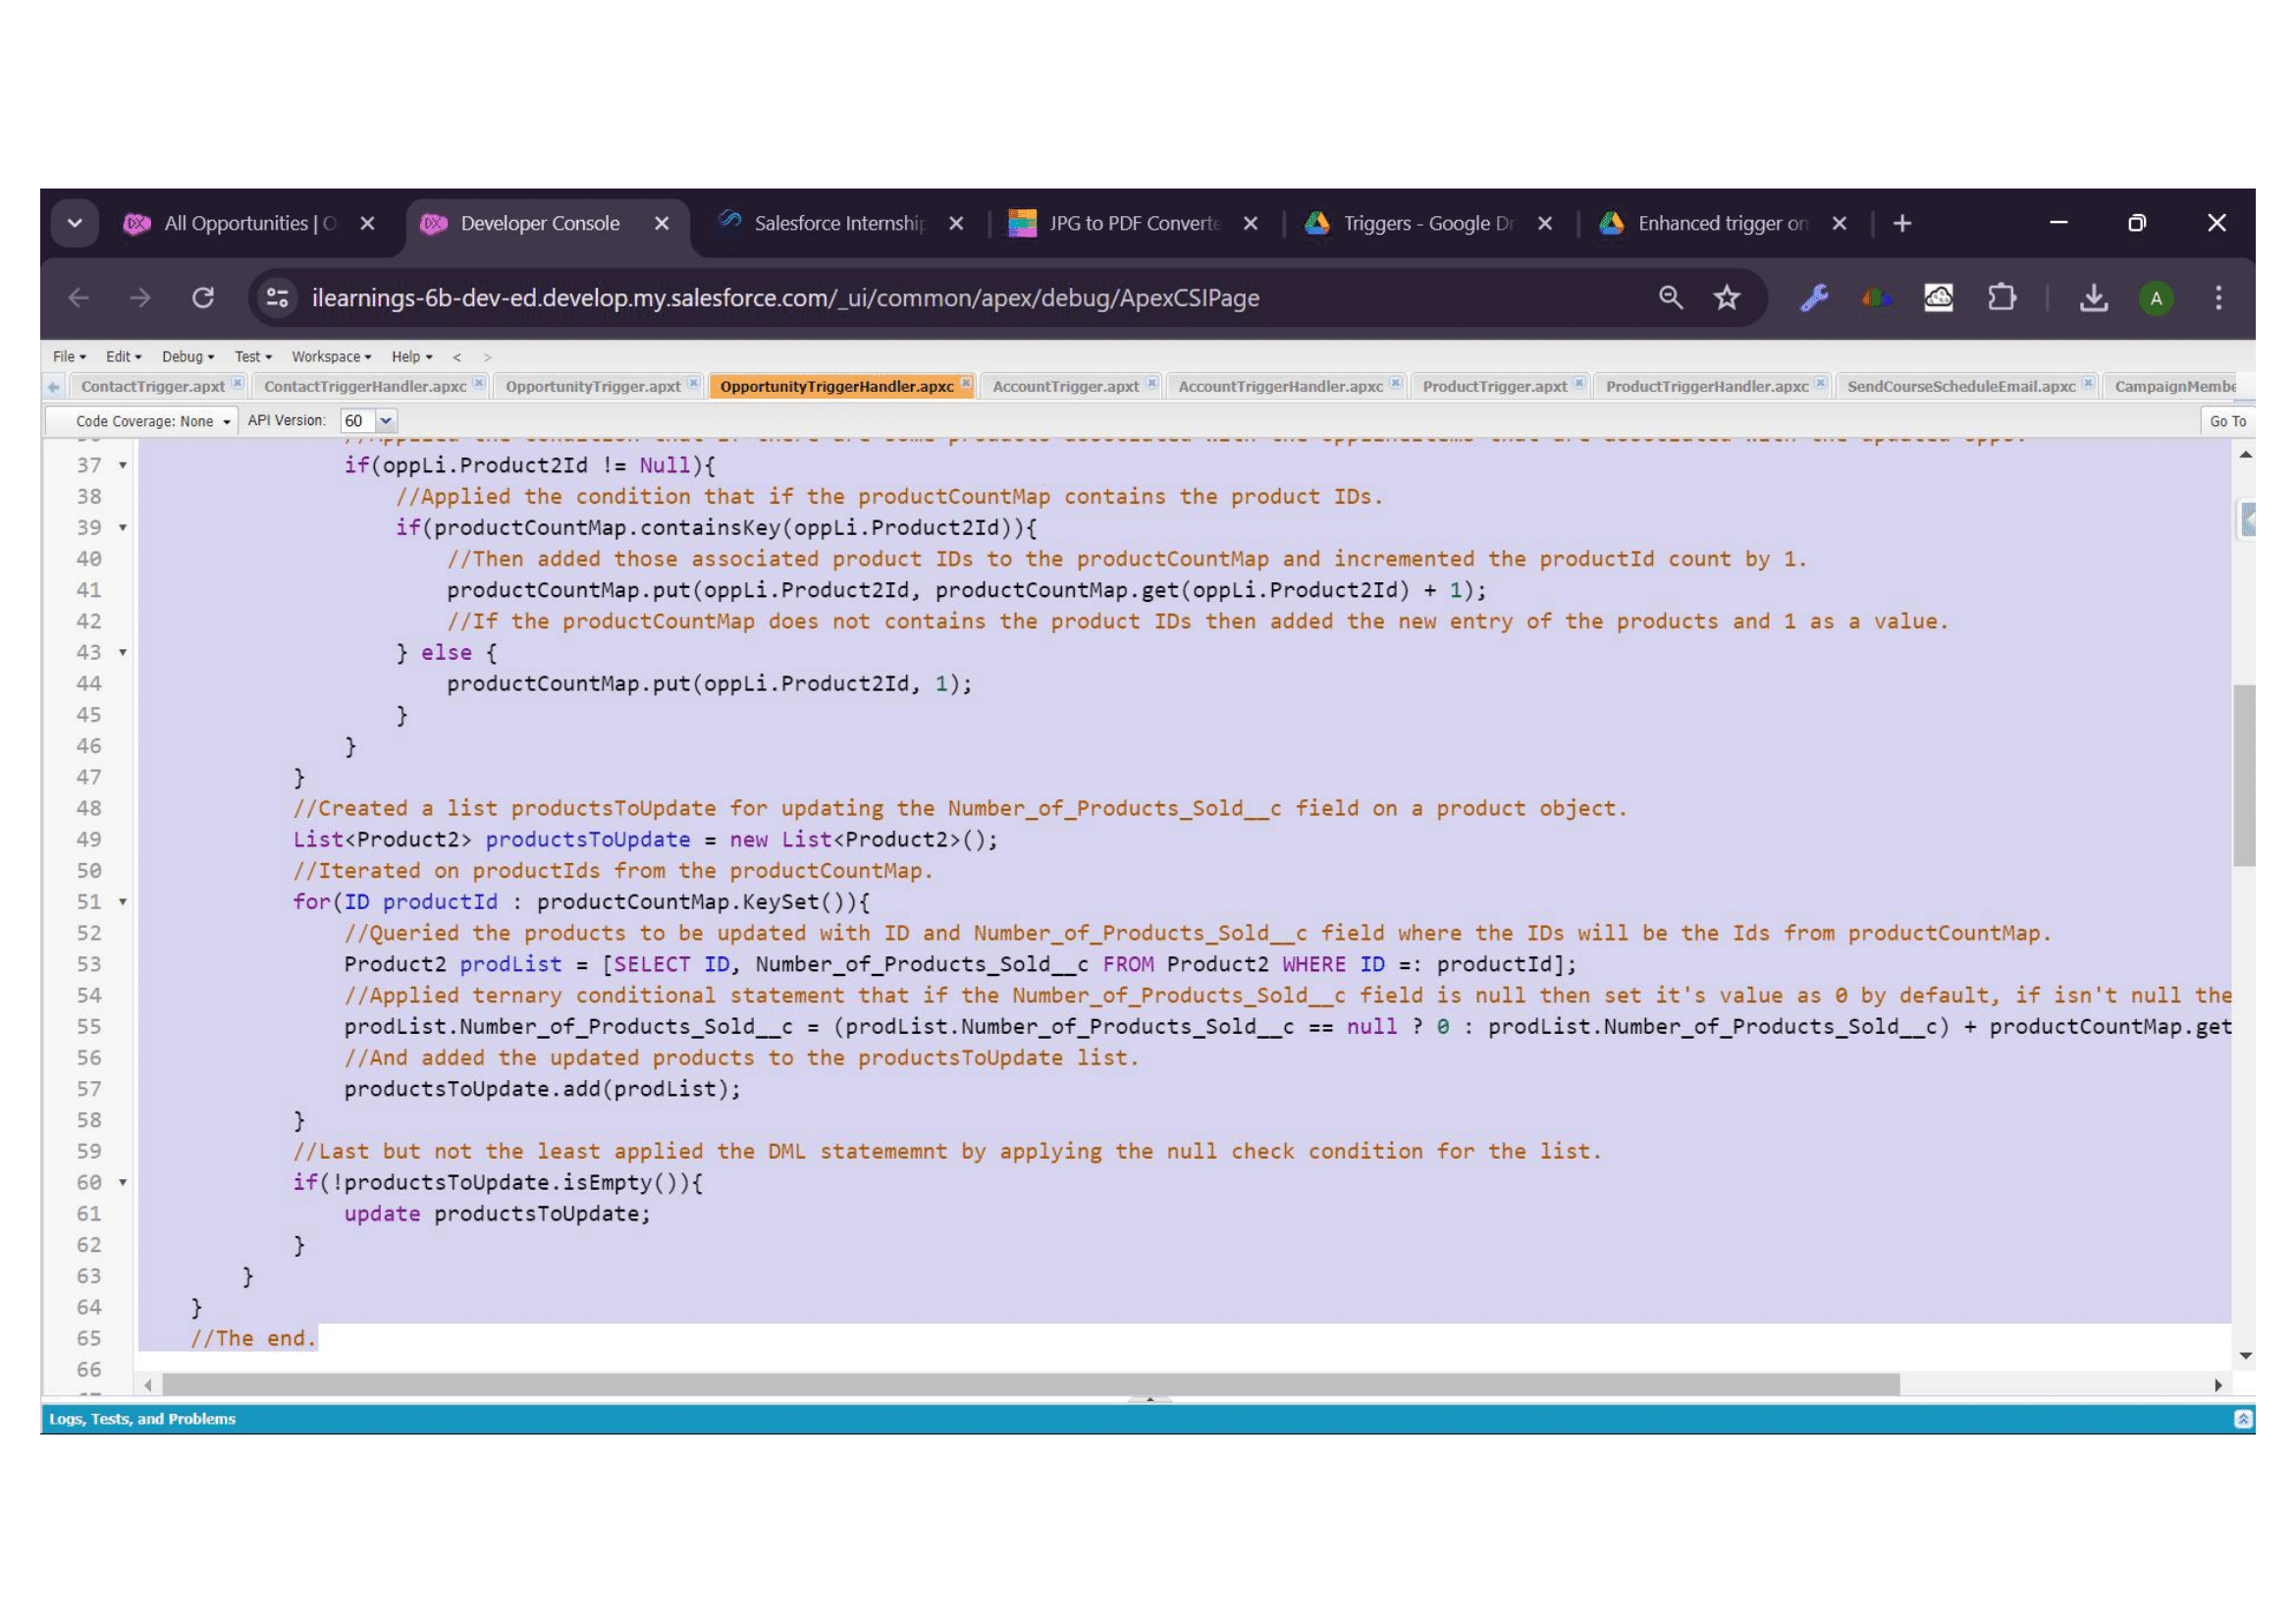 All Opportunities | O
Developer Console
Salesforce Internship
JPG to PDF Converte
Triggers - Google Dr
Enhanced trigger on
ilearnings-6b-dev-ed.develop.my.salesforce.com/_ui/common/apex/debug/ApexCSIPage
A
File Edit Debug Test Workspace Help < >
ContactTrigger.apxt ContactTriggerHandler.apxc OpportunityTrigger.apxt OpportunityTriggerHandler.apxc AccountTrigger.apxt AccountTriggerHandler.apxc ProductTrigger.apxt ProductTriggerHandler.apxc SendCourseScheduleEmail.apxc CampaignMembe
Code Coverage: None API Version: 60 Go To
37 if(oppLi.Product2Id != Null){
38 //Applied the condition that if the productCountMap contains the product IDs.
39 if(productCountMap.containsKey(oppLi.Product2Id)){
40 //Then added those associated product IDs to the productCountMap and incremented the productId count by 1.
41 productCountMap.put(oppLi.Product2Id, productCountMap.get(oppLi.Product2Id) + 1);
42 //If the productCountMap does not contains the product IDs then added the new entry of the products and 1 as a value.
43 } else {
44 productCountMap.put(oppLi.Product2Id, 1);
45 }
46 }
47 }
48 //Created a list productsToUpdate for updating the Number_of_Products_Sold__c field on a product object.
49 List<Product2> productsToUpdate = new List<Product2>();
50 //Iterated on productIds from the productCountMap.
51 for(ID productId : productCountMap.KeySet()){
52 //Queried the products to be updated with ID and Number_of_Products_Sold__c field where the IDs will be the Ids from productCountMap.
53 Product2 prodList = [SELECT ID, Number_of_Products_Sold__c FROM Product2 WHERE ID =: productId];
54 //Applied ternary conditional statement that if the Number_of_Products_Sold__c field is null then set it's value as 0 by default, if isn't null the
55 prodList.Number_of_Products_Sold__c = (prodList.Number_of_Products_Sold__c == null ? 0 : prodList.Number_of_Products_Sold__c) + productCountMap.get
56 //And added the updated products to the productsToUpdate list.
57 productsToUpdate.add(prodList);
58 }
59 //Last but not the least applied the DML statememnt by applying the null check condition for the list.
60 if(!productsToUpdate.isEmpty()){
61 update productsToUpdate;
62 }
63 }
64 }
65 //The end.
66
Logs, Tests, and Problems